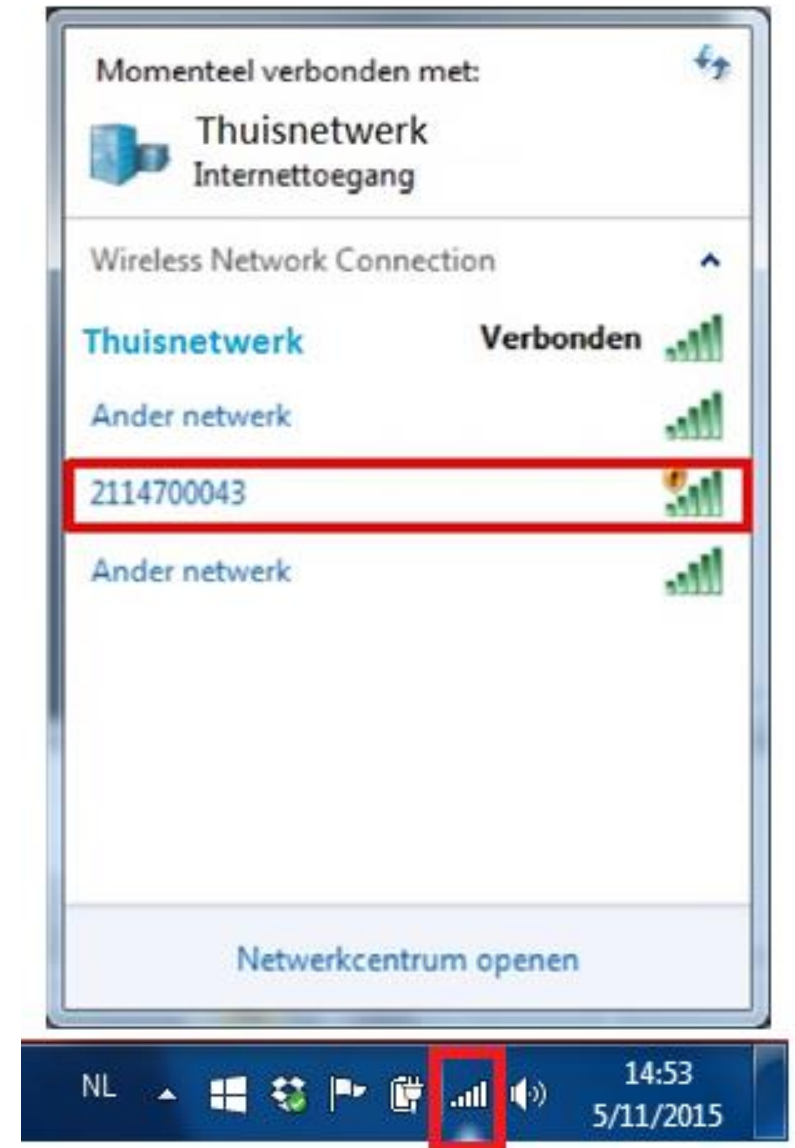 Momenteel verbonden met:
Thuisnetwerk
Internettoegang
Wireless Network Connection
Thuisnetwerk Verbonden
Ander netwerk
2114700043
Ander netwerk
Netwerkcentrum openen
NL 14:53
5/11/2015